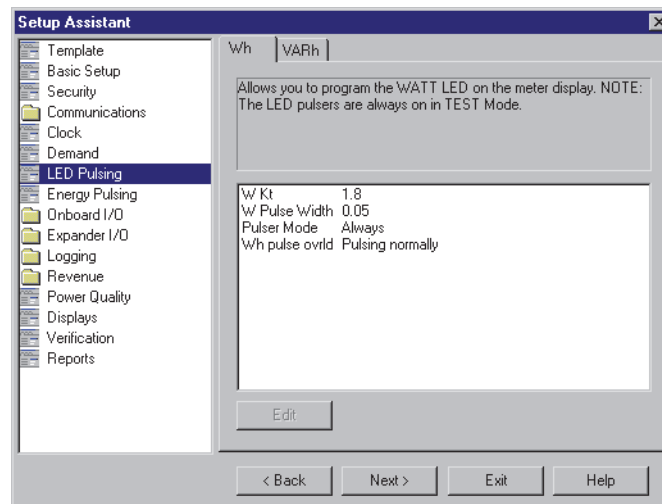 Setup Assistant
Template
Basic Setup
Security
Communications
Clock
Demand
LED Pulsing
Energy Pulsing
Onboard I/O
Expander I/O
Logging
Revenue
Power Quality
Displays
Verification
Reports
Wh VARh
Allows you to program the WATT LED on the meter display. NOTE:
The LED pulsers are always on in TEST Mode.
W Kt 1.8
W Pulse Width 0.05
Pulser Mode Always
Wh pulse ovrld Pulsing normally
Edit
< Back Next > Exit Help